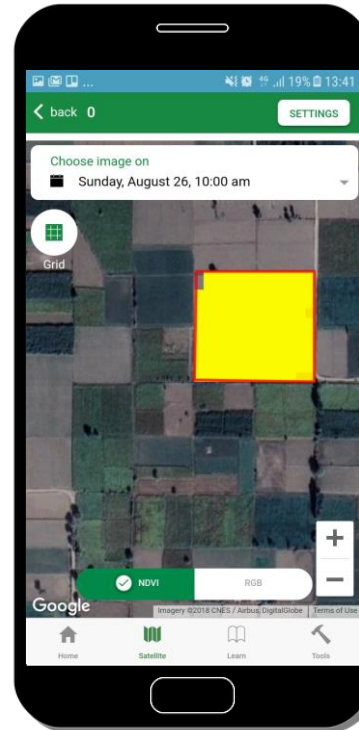 ... 19% 13:41
back 0
SETTINGS
Choose image on
Sunday, August 26, 10:00 am
Grid
+
−
NDVI RGB
Google
Imagery ©2018 CNES / Airbus, DigitalGlobe Terms of Use
Home Satellite Learn Tools